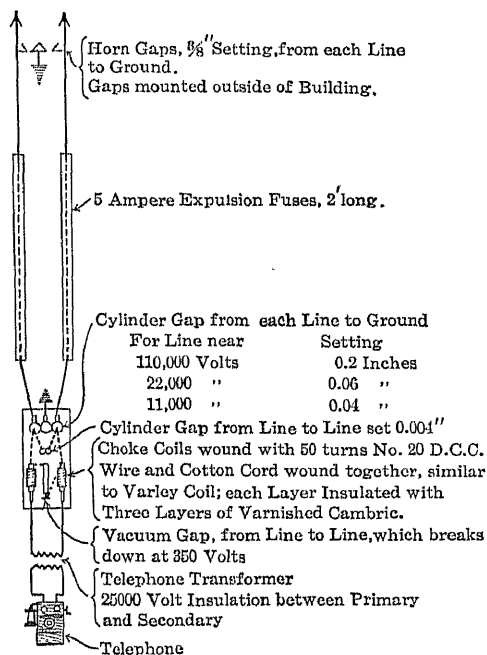 Horn Gaps, 5/8" Setting, from each Line
to Ground.
Gaps mounted outside of Building.
5 Ampere Expulsion Fuses, 2' long.
Cylinder Gap from each Line to Ground
For Line near Setting
110,000 Volts 0.2 Inches
22,000 " 0.06 "
11,000 " 0.04 "
Cylinder Gap from Line to Line set 0.004"
Choke Coils wound with 50 turns No. 20 D.C.C.
Wire and Cotton Cord wound together, similar
to Varley Coil; each Layer Insulated with
Three Layers of Varnished Cambric.
Vacuum Gap, from Line to Line, which breaks
down at 350 Volts
Telephone Transformer
25000 Volt Insulation between Primary
and Secondary
Telephone